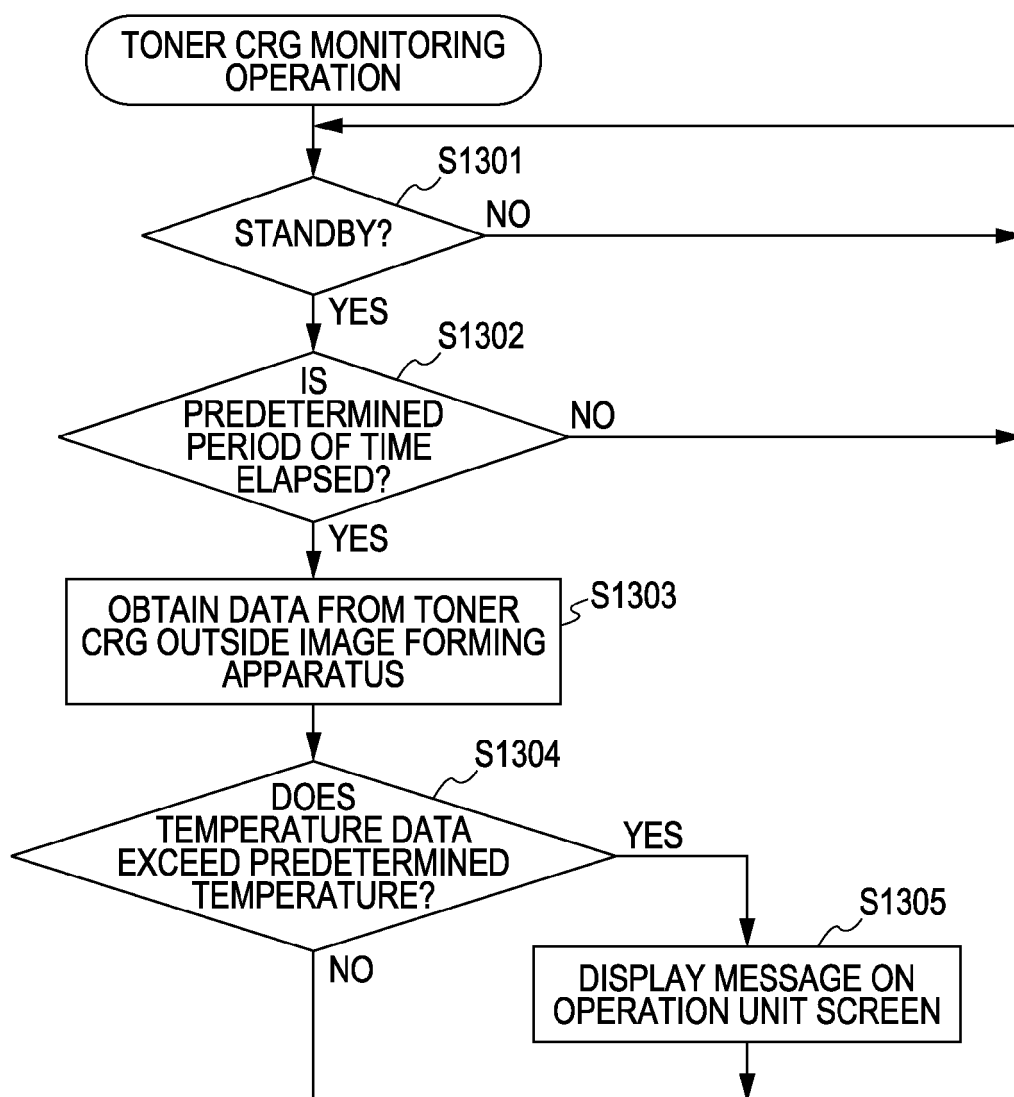 TONER CRG MONITORING
OPERATION
S1301
STANDBY?
NO
YES
S1302
IS
PREDETERMINED
PERIOD OF TIME
ELAPSED?
NO
YES
S1303
OBTAIN DATA FROM TONER
CRG OUTSIDE IMAGE FORMING
APPARATUS
S1304
DOES
TEMPERATURE DATA
EXCEED PREDETERMINED
TEMPERATURE?
YES
NO
S1305
DISPLAY MESSAGE ON
OPERATION UNIT SCREEN